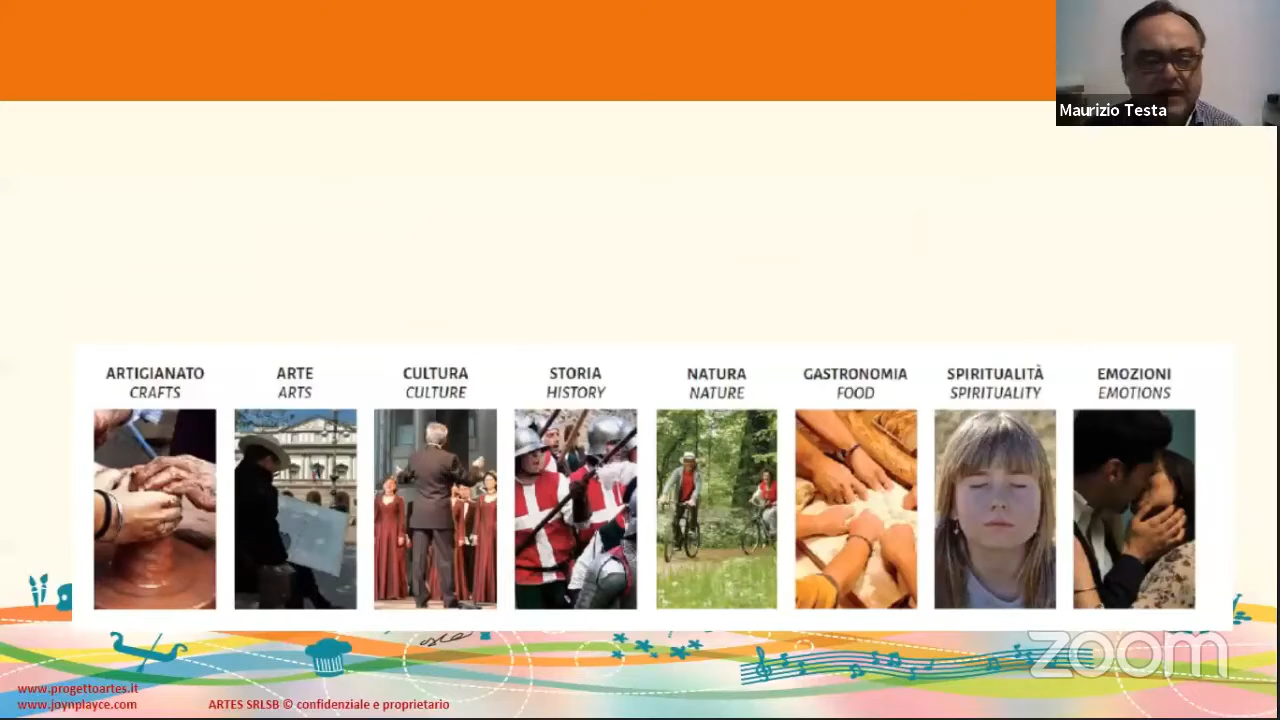 Maurizio Testa
ARTIGIANATO
CRAFTS
ARTE
ARTS
CULTURA
CULTURE
STORIA
HISTORY
NATURA
NATURE
GASTRONOMIA
FOOD
SPIRITUALITÀ
SPIRITUALITY
EMOZIONI
EMOTIONS
zoom
www.progettoartes.it
www.joynplayce.com
ARTES SRLSB © confidenziale e proprietario